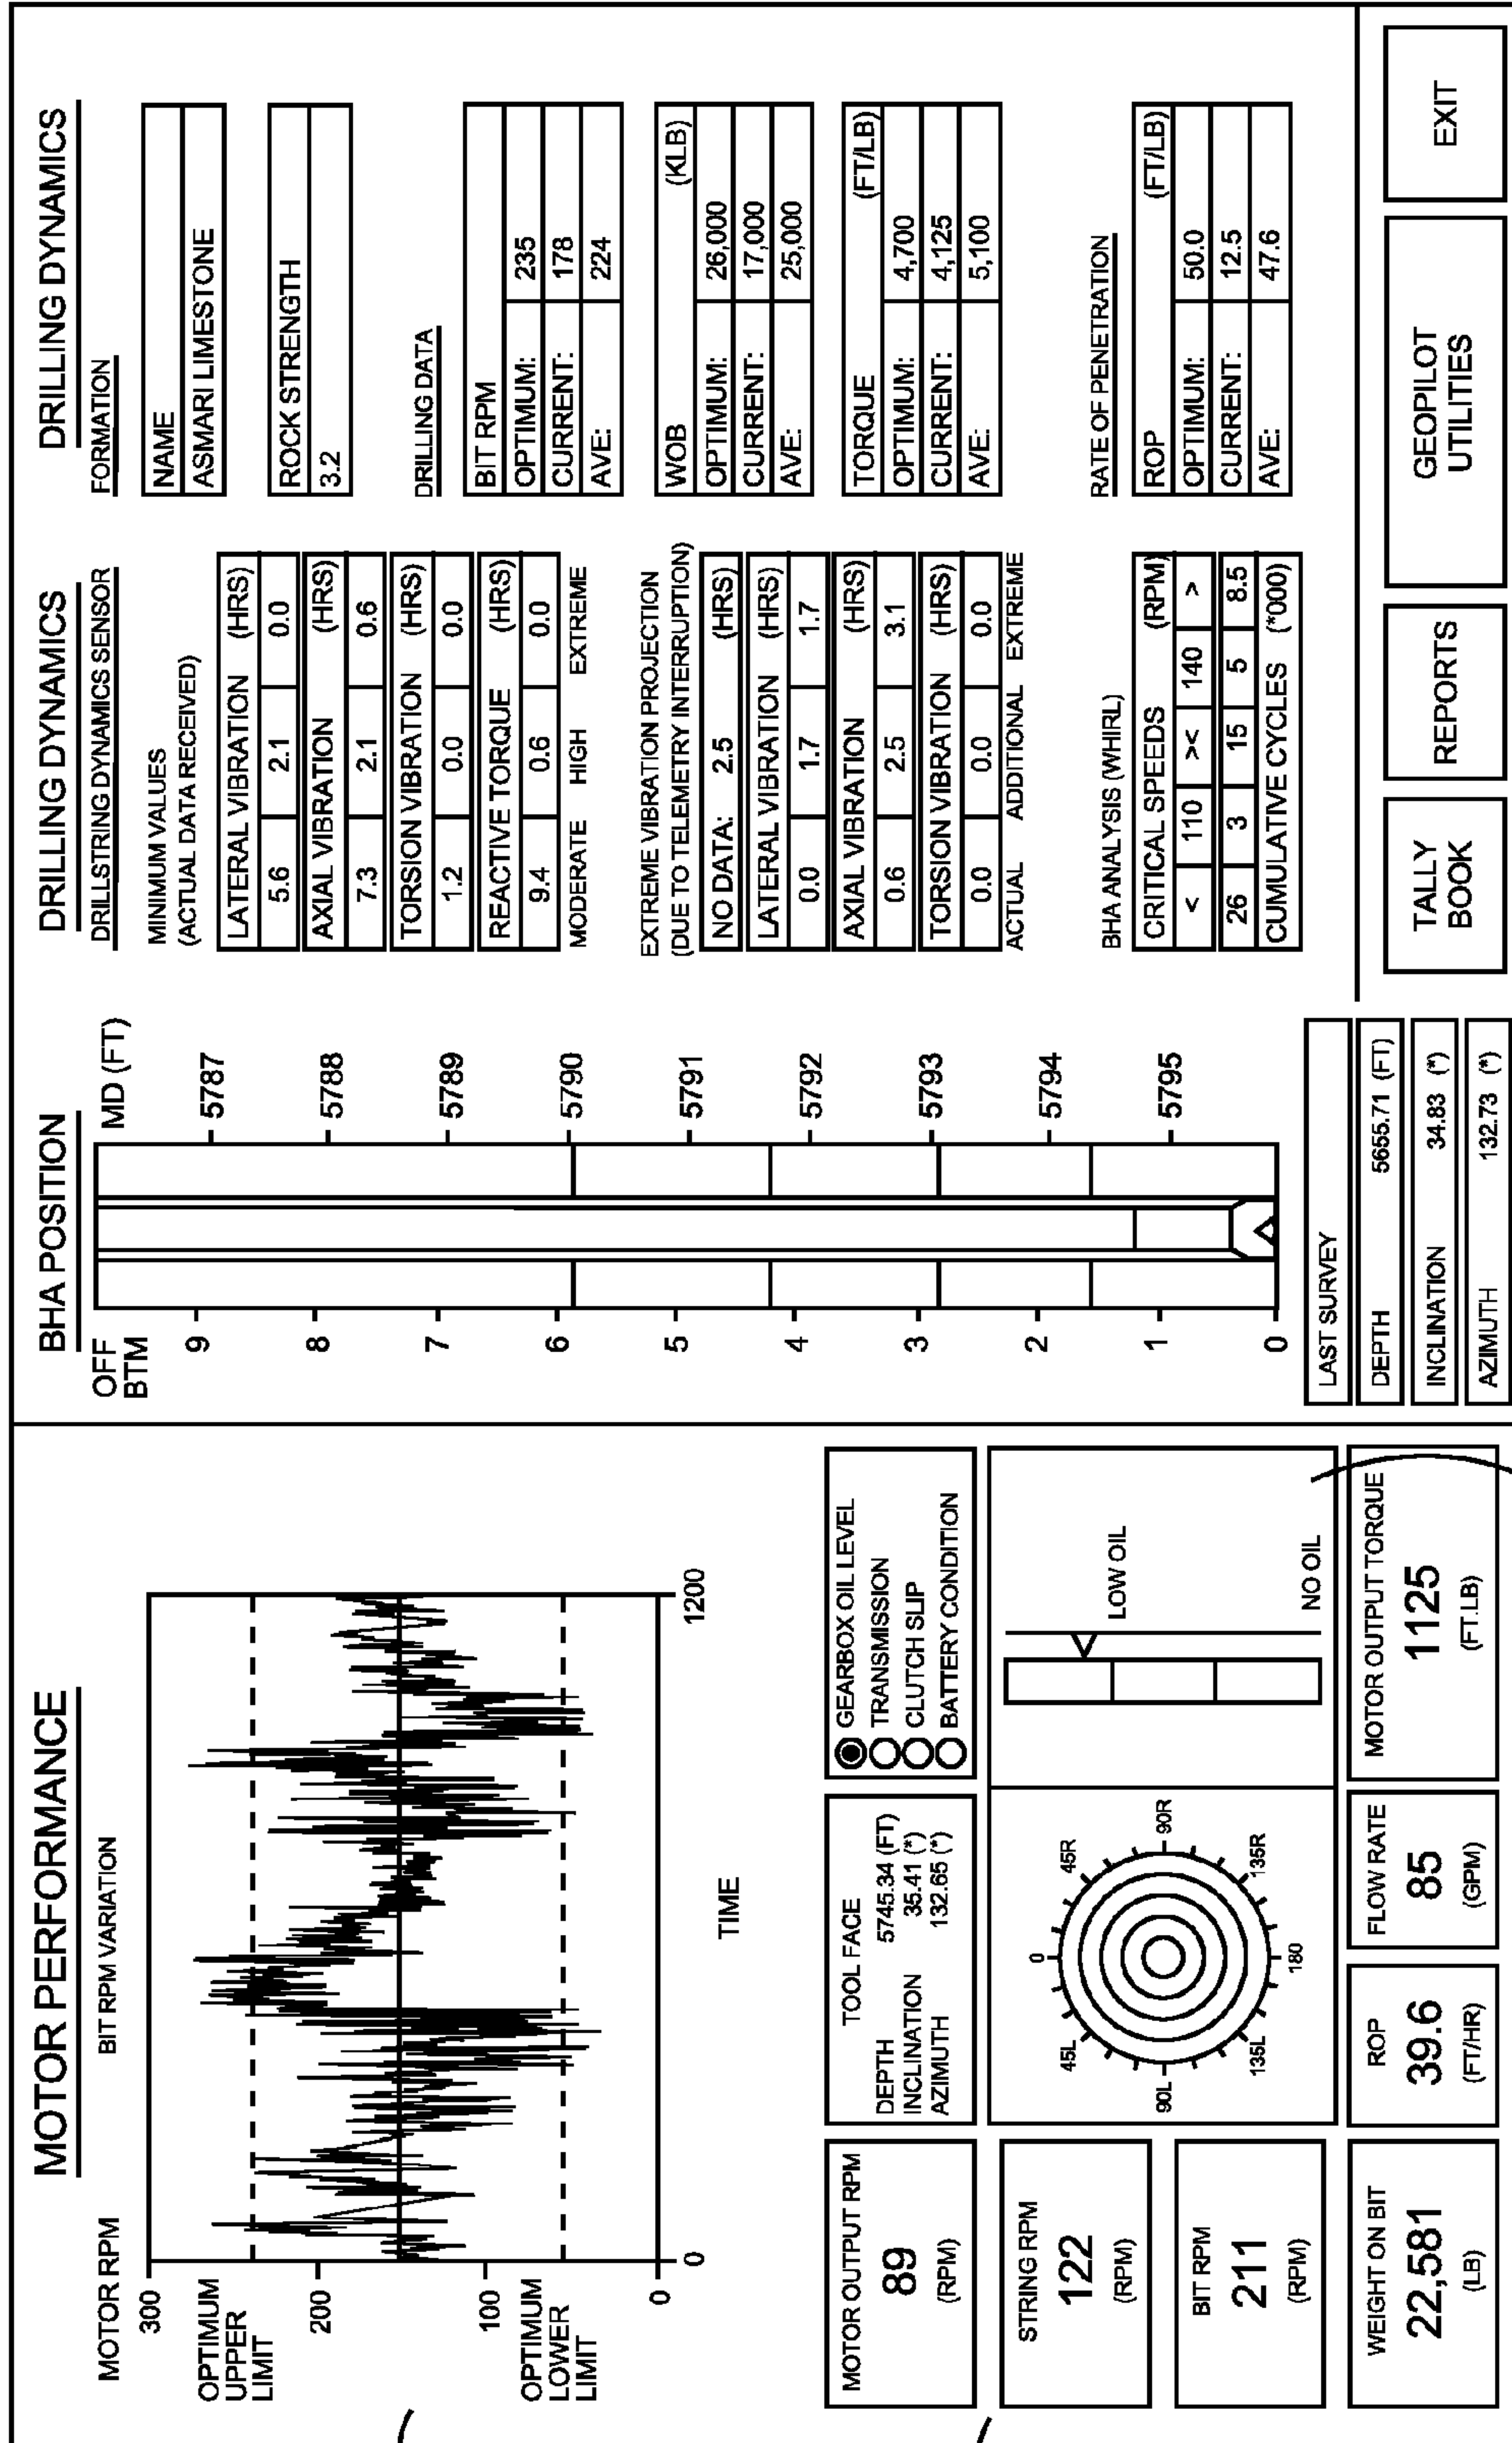 MOTOR PERFORMANCE
MOTOR RPM
BIT RPM VARIATION
300
OPTIMUM
UPPER
LIMIT
200
100
OPTIMUM
LOWER
LIMIT
0
0
1200
TIME
MOTOR OUTPUT RPM
89
(RPM)
STRING RPM
122
(RPM)
BIT RPM
211
(RPM)
WEIGHT ON BIT
22,581
(LB)
TOOL FACE
DEPTH 5745.34 (FT)
INCLINATION 35.41 (*)
AZIMUTH 132.65 (*)
GEARBOX OIL LEVEL
TRANSMISSION
CLUTCH SLIP
BATTERY CONDITION
0
45L
45R
90L
90R
135L
135R
180
LOW OIL
NO OIL
ROP
39.6
(FT/HR)
FLOW RATE
85
(GPM)
MOTOR OUTPUT TORQUE
1125
(FT.LB)
BHA POSITION
OFF
BTM
MD (FT)
9
8
7
6
5
4
3
2
1
0
5787
5788
5789
5790
5791
5792
5793
5794
5795
LAST SURVEY
DEPTH 5655.71 (FT)
INCLINATION 34.83 (*)
AZIMUTH 132.73 (*)
DRILLING DYNAMICS
DRILLSTRING DYNAMICS SENSOR
MINIMUM VALUES
(ACTUAL DATA RECEIVED)
LATERAL VIBRATION (HRS)
5.6 2.1 0.0
AXIAL VIBRATION (HRS)
7.3 2.1 0.6
TORSION VIBRATION (HRS)
1.2 0.0 0.0
REACTIVE TORQUE (HRS)
9.4 0.6 0.0
MODERATE HIGH EXTREME
EXTREME VIBRATION PROJECTION
(DUE TO TELEMETRY INTERRUPTION)
NO DATA: 2.5 (HRS)
LATERAL VIBRATION (HRS)
0.0 1.7 1.7
AXIAL VIBRATION (HRS)
0.6 2.5 3.1
TORSION VIBRATION (HRS)
0.0 0.0 0.0
ACTUAL ADDITIONAL EXTREME
BHA ANALYSIS (WHIRL)
CRITICAL SPEEDS (RPM)
< 110 >< 140 >
26 3 15 5 8.5
CUMULATIVE CYCLES (*000)
DRILLING DYNAMICS
FORMATION
NAME
ASMARI LIMESTONE
ROCK STRENGTH
3.2
DRILLING DATA
BIT RPM
OPTIMUM: 235
CURRENT: 178
AVE: 224
WOB (KLB)
OPTIMUM: 26,000
CURRENT: 17,000
AVE: 25,000
TORQUE (FT/LB)
OPTIMUM: 4,700
CURRENT: 4,125
AVE: 5,100
RATE OF PENETRATION
ROP (FT/LB)
OPTIMUM: 50.0
CURRENT: 12.5
AVE: 47.6
TALLY
BOOK
REPORTS
GEOPILOT
UTILITIES
EXIT